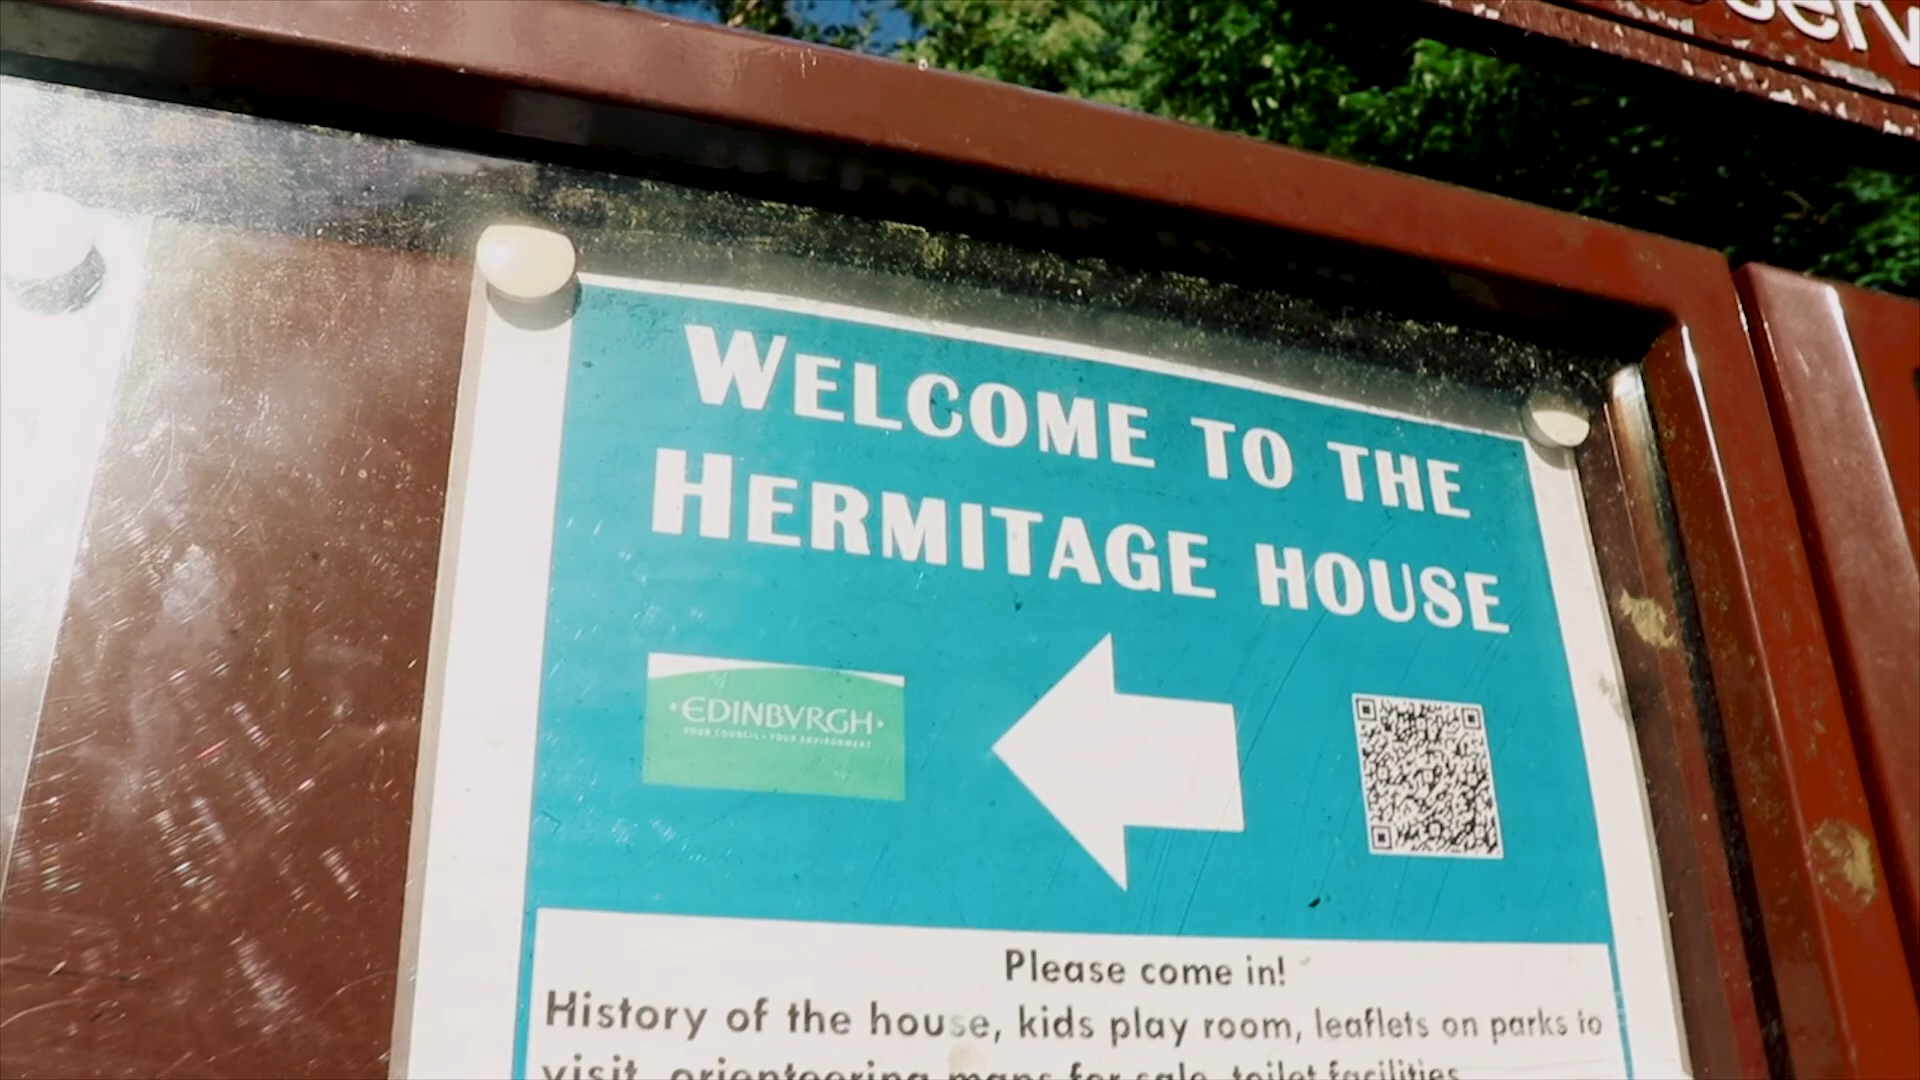 WELCOME TO THE
HERMITAGE HOUSE
·EDINBVRGH·
YOUR COUNCIL · YOUR ENVIRONMENT
Please come in!
History of the house, kids play room, leaflets on parks to
visit, orienteering maps for sale, toilet facilities